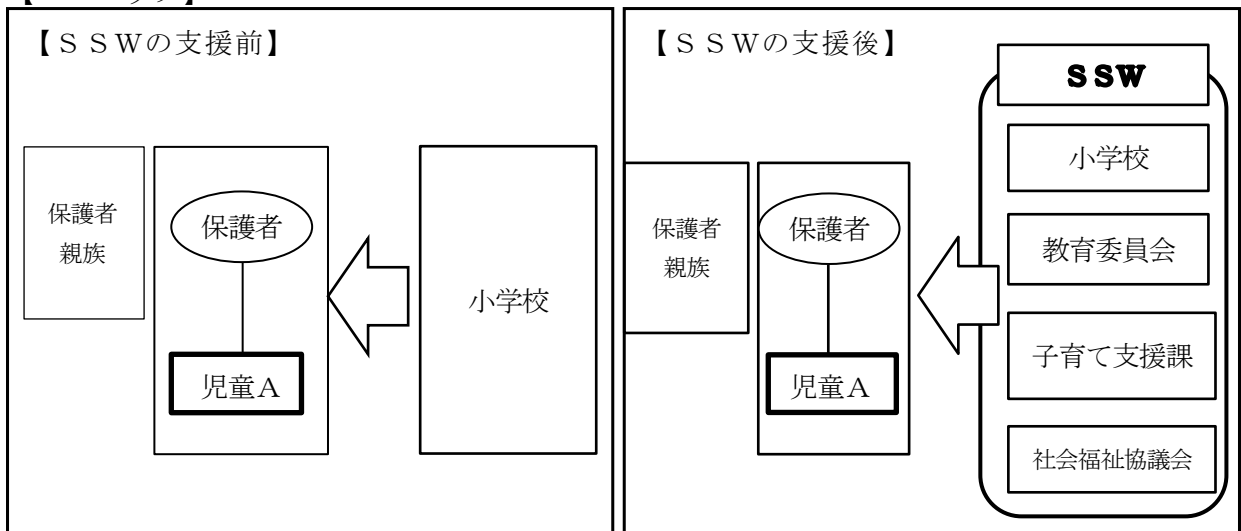 【ＳＳＷの支援前】
保護者
親族
保護者
児童Ａ
小学校
【ＳＳＷの支援後】
保護者
親族
保護者
児童Ａ
ＳＳＷ
小学校
教育委員会
子育て支援課
社会福祉協議会